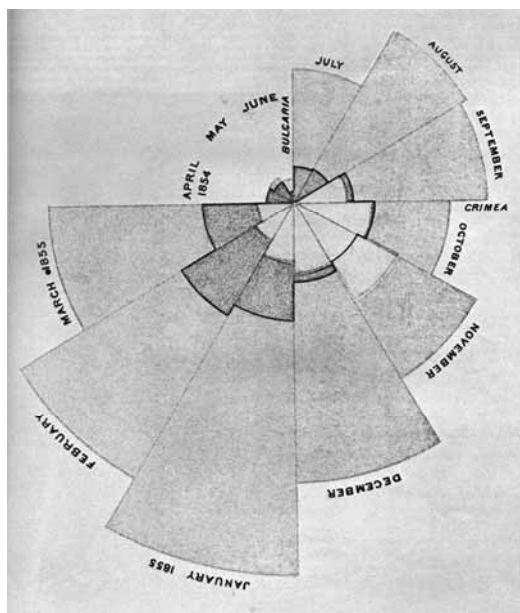 APRIL
1854
MAY
JUNE
BULGARIA
JULY
AUGUST
SEPTEMBER
CRIMEA
OCTOBER
NOVEMBER
DECEMBER
JANUARY 1855
FEBRUARY
MARCH 1855